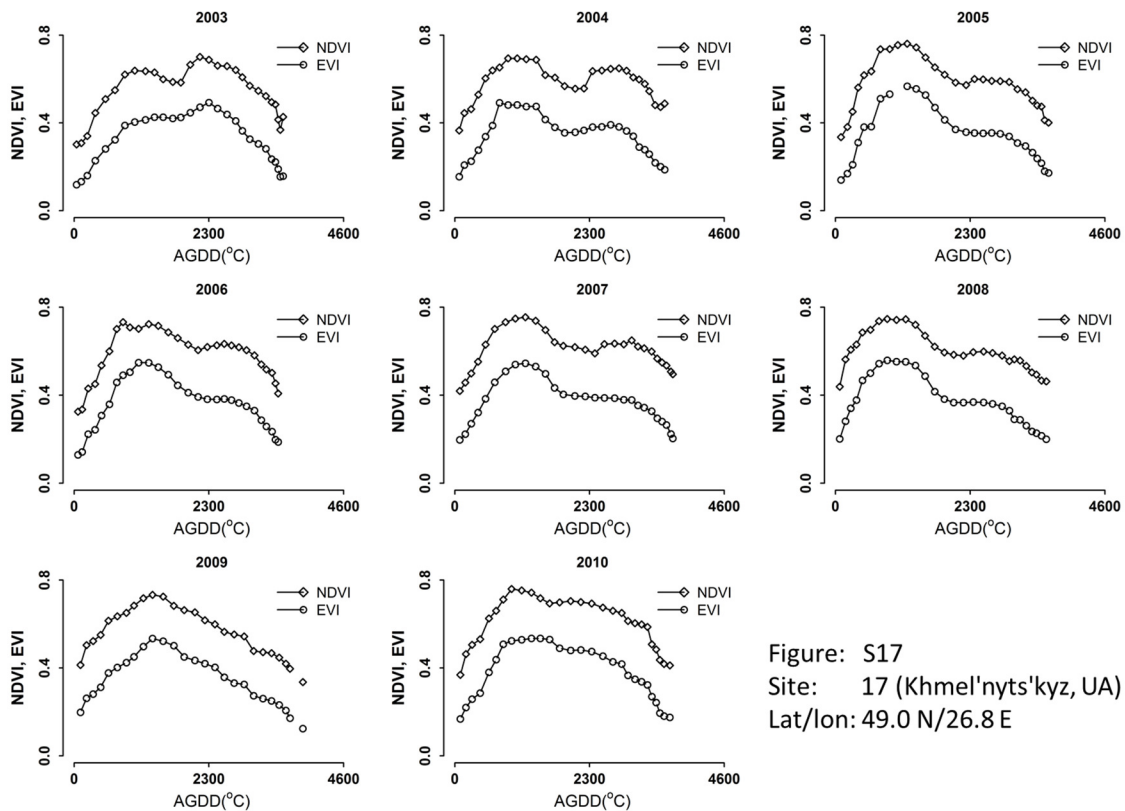 2003
NDVI
EVI
NDVI, EVI
0.8
0.4
0.0
0 2300 4600
AGDD(°C)
2004
NDVI
EVI
NDVI, EVI
0.8
0.4
0.0
0 2300 4600
AGDD(°C)
2005
NDVI
EVI
NDVI, EVI
0.8
0.4
0.0
0 2300 4600
AGDD(°C)
2006
NDVI
EVI
NDVI, EVI
0.8
0.4
0.0
0 2300 4600
AGDD(°C)
2007
NDVI
EVI
NDVI, EVI
0.8
0.4
0.0
0 2300 4600
AGDD(°C)
2008
NDVI
EVI
NDVI, EVI
0.8
0.4
0.0
0 2300 4600
AGDD(°C)
2009
NDVI
EVI
NDVI, EVI
0.8
0.4
0.0
0 2300 4600
AGDD(°C)
2010
NDVI
EVI
NDVI, EVI
0.8
0.4
0.0
0 2300 4600
AGDD(°C)
Figure: S17
Site: 17 (Khmel'nyts'kyz, UA)
Lat/lon: 49.0 N/26.8 E